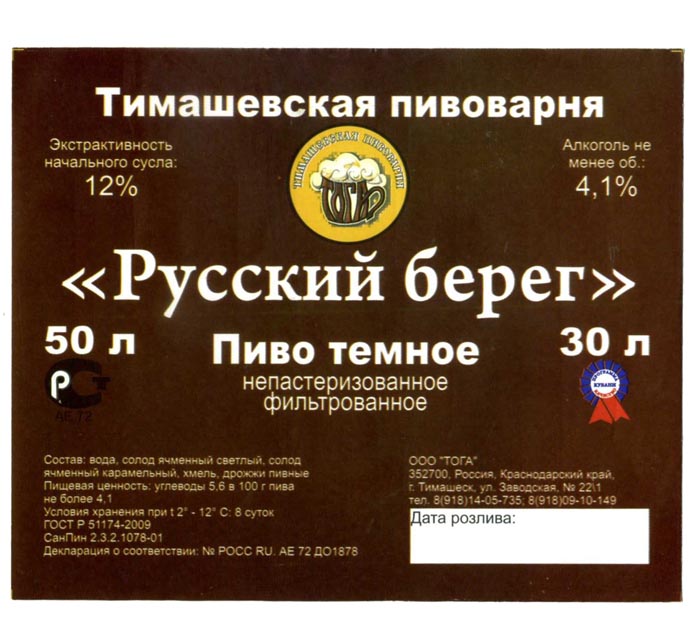 Тимашевская пивоварня
Экстрактивность
начального сусла:
12%
Алкоголь не
менее об.:
4,1%
ТИМАШЕВСКАЯ ПИВОВАРНЯ
ТОГА
«Русский берег»
50 л
Пиво темное
30 л
непастеризованное
фильтрованное
АЕ 72
КУБАНИ
Состав: вода, солод ячменный светлый, солод
ячменный карамельный, хмель, дрожжи пивные
Пищевая ценность: углеводы 5,6 в 100 г пива
не более 4,1
Условия хранения при t 2° - 12° С: 8 суток
ГОСТ Р 51174-2009
СанПин 2.3.2.1078-01
Декларация о соответствии: № РОСС RU. АЕ 72 ДО1878
ООО "ТОГА"
352700, Россия, Краснодарский край,
г. Тимашеск, ул. Заводская, № 22\1
тел. 8(918)14-05-735; 8(918)09-10-149
Дата розлива: